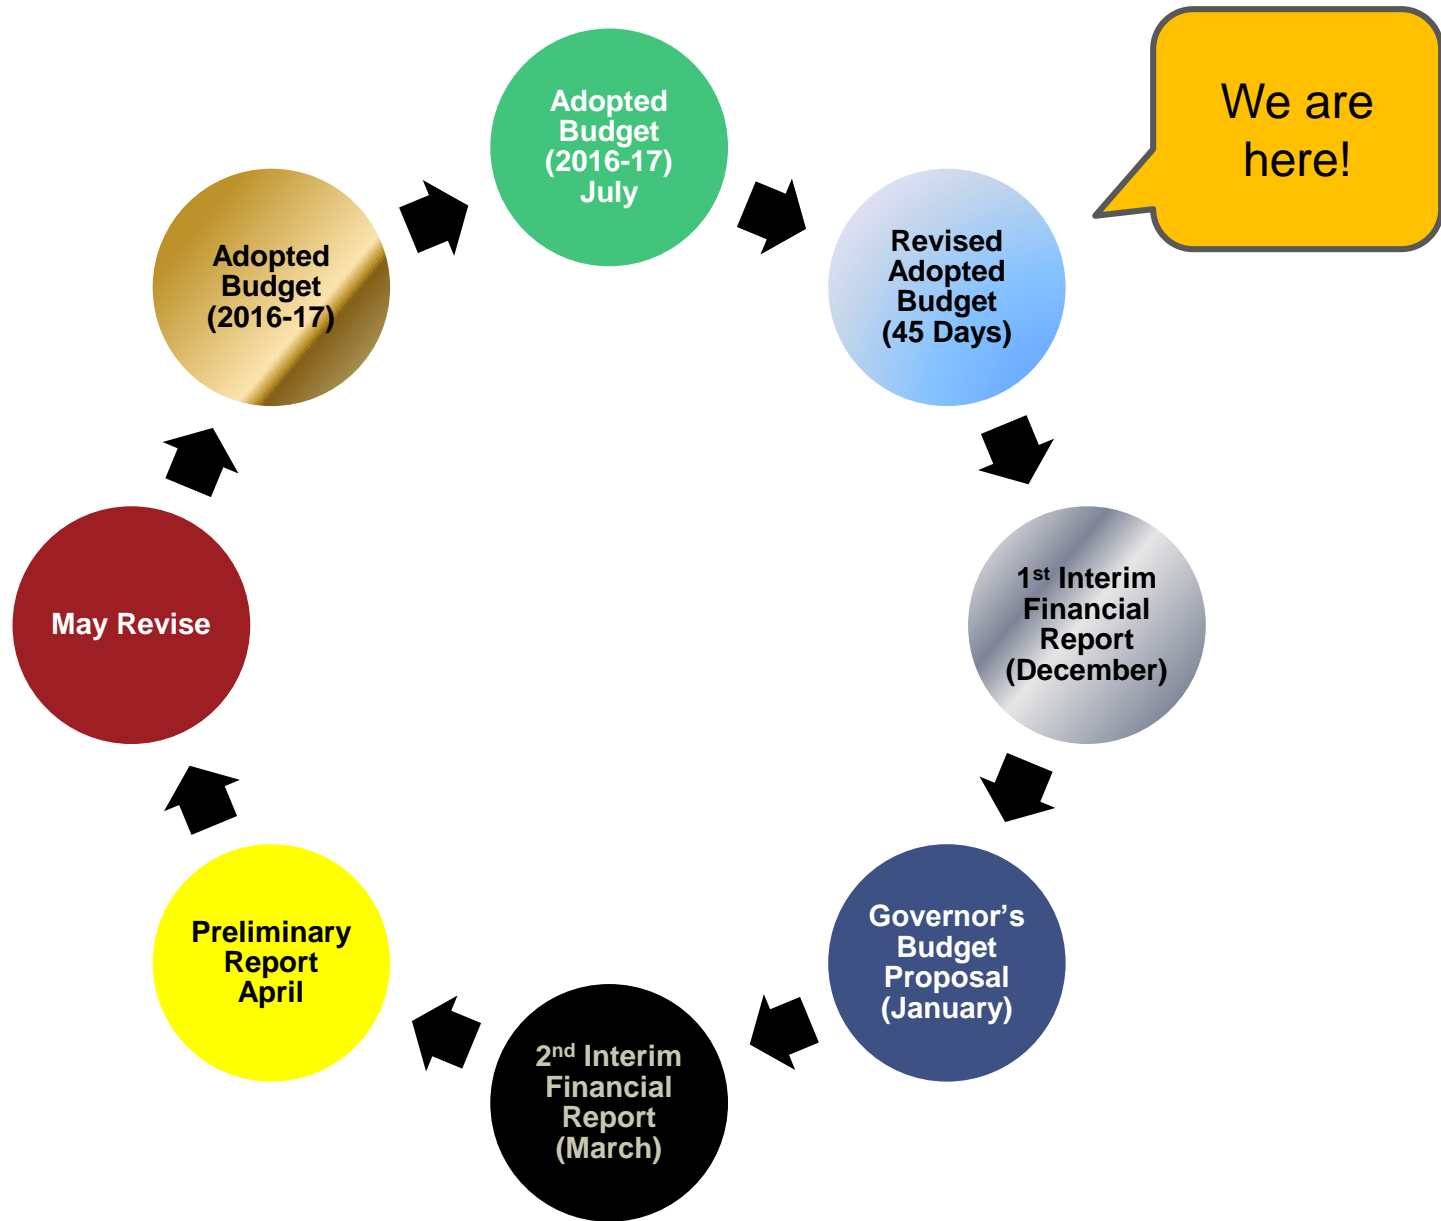 Adopted
Budget
(2016-17)
July
We are
here!
Revised
Adopted
Budget
(45 Days)
1st Interim
Financial
Report
(December)
Governor’s
Budget
Proposal
(January)
2nd Interim
Financial
Report
(March)
Preliminary
Report
April
May Revise
Adopted
Budget
(2016-17)